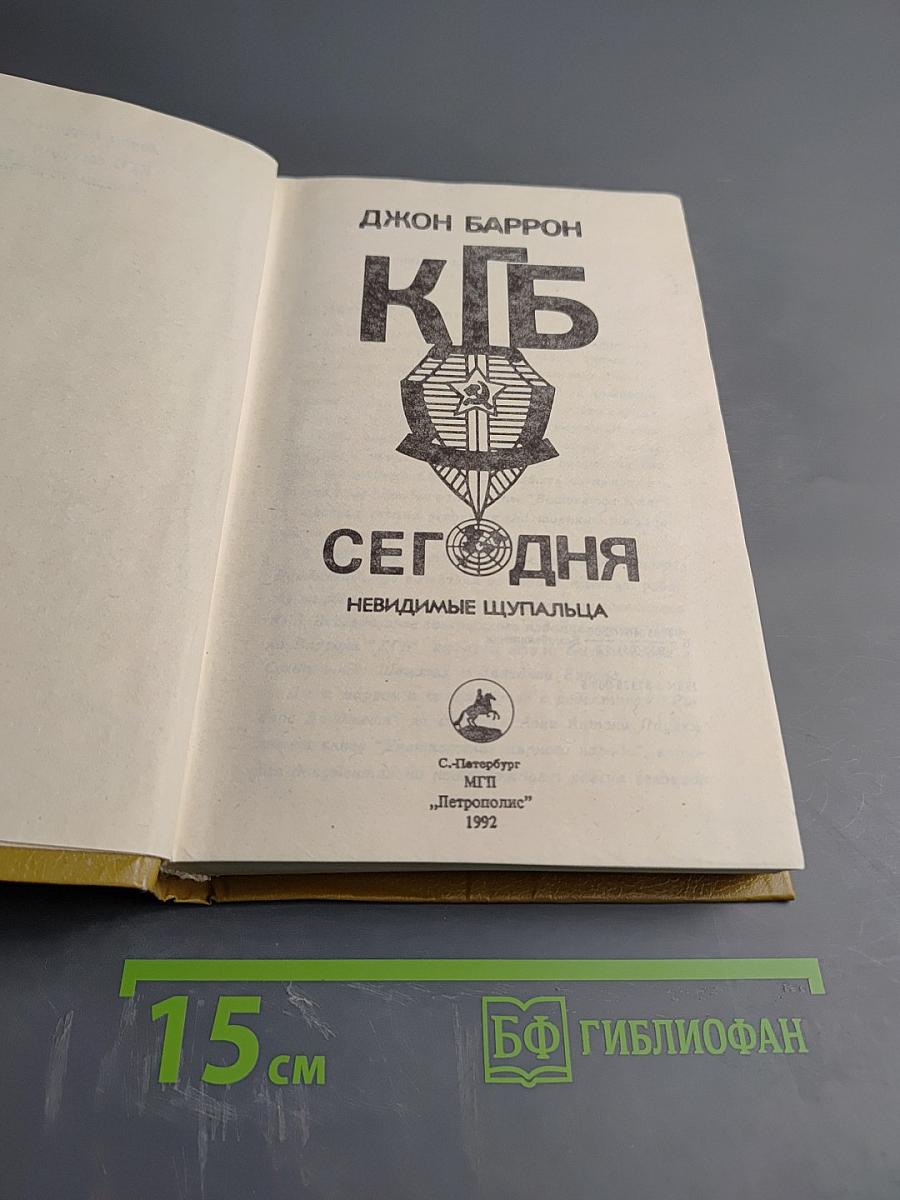 ДЖОН БАРРОН
КГБ
СЕГОДНЯ
НЕВИДИМЫЕ ЩУПАЛЬЦА
С.-Петербург
МГП
„Петрополис”
1992
15 см
БФ ГИБЛИОФАН